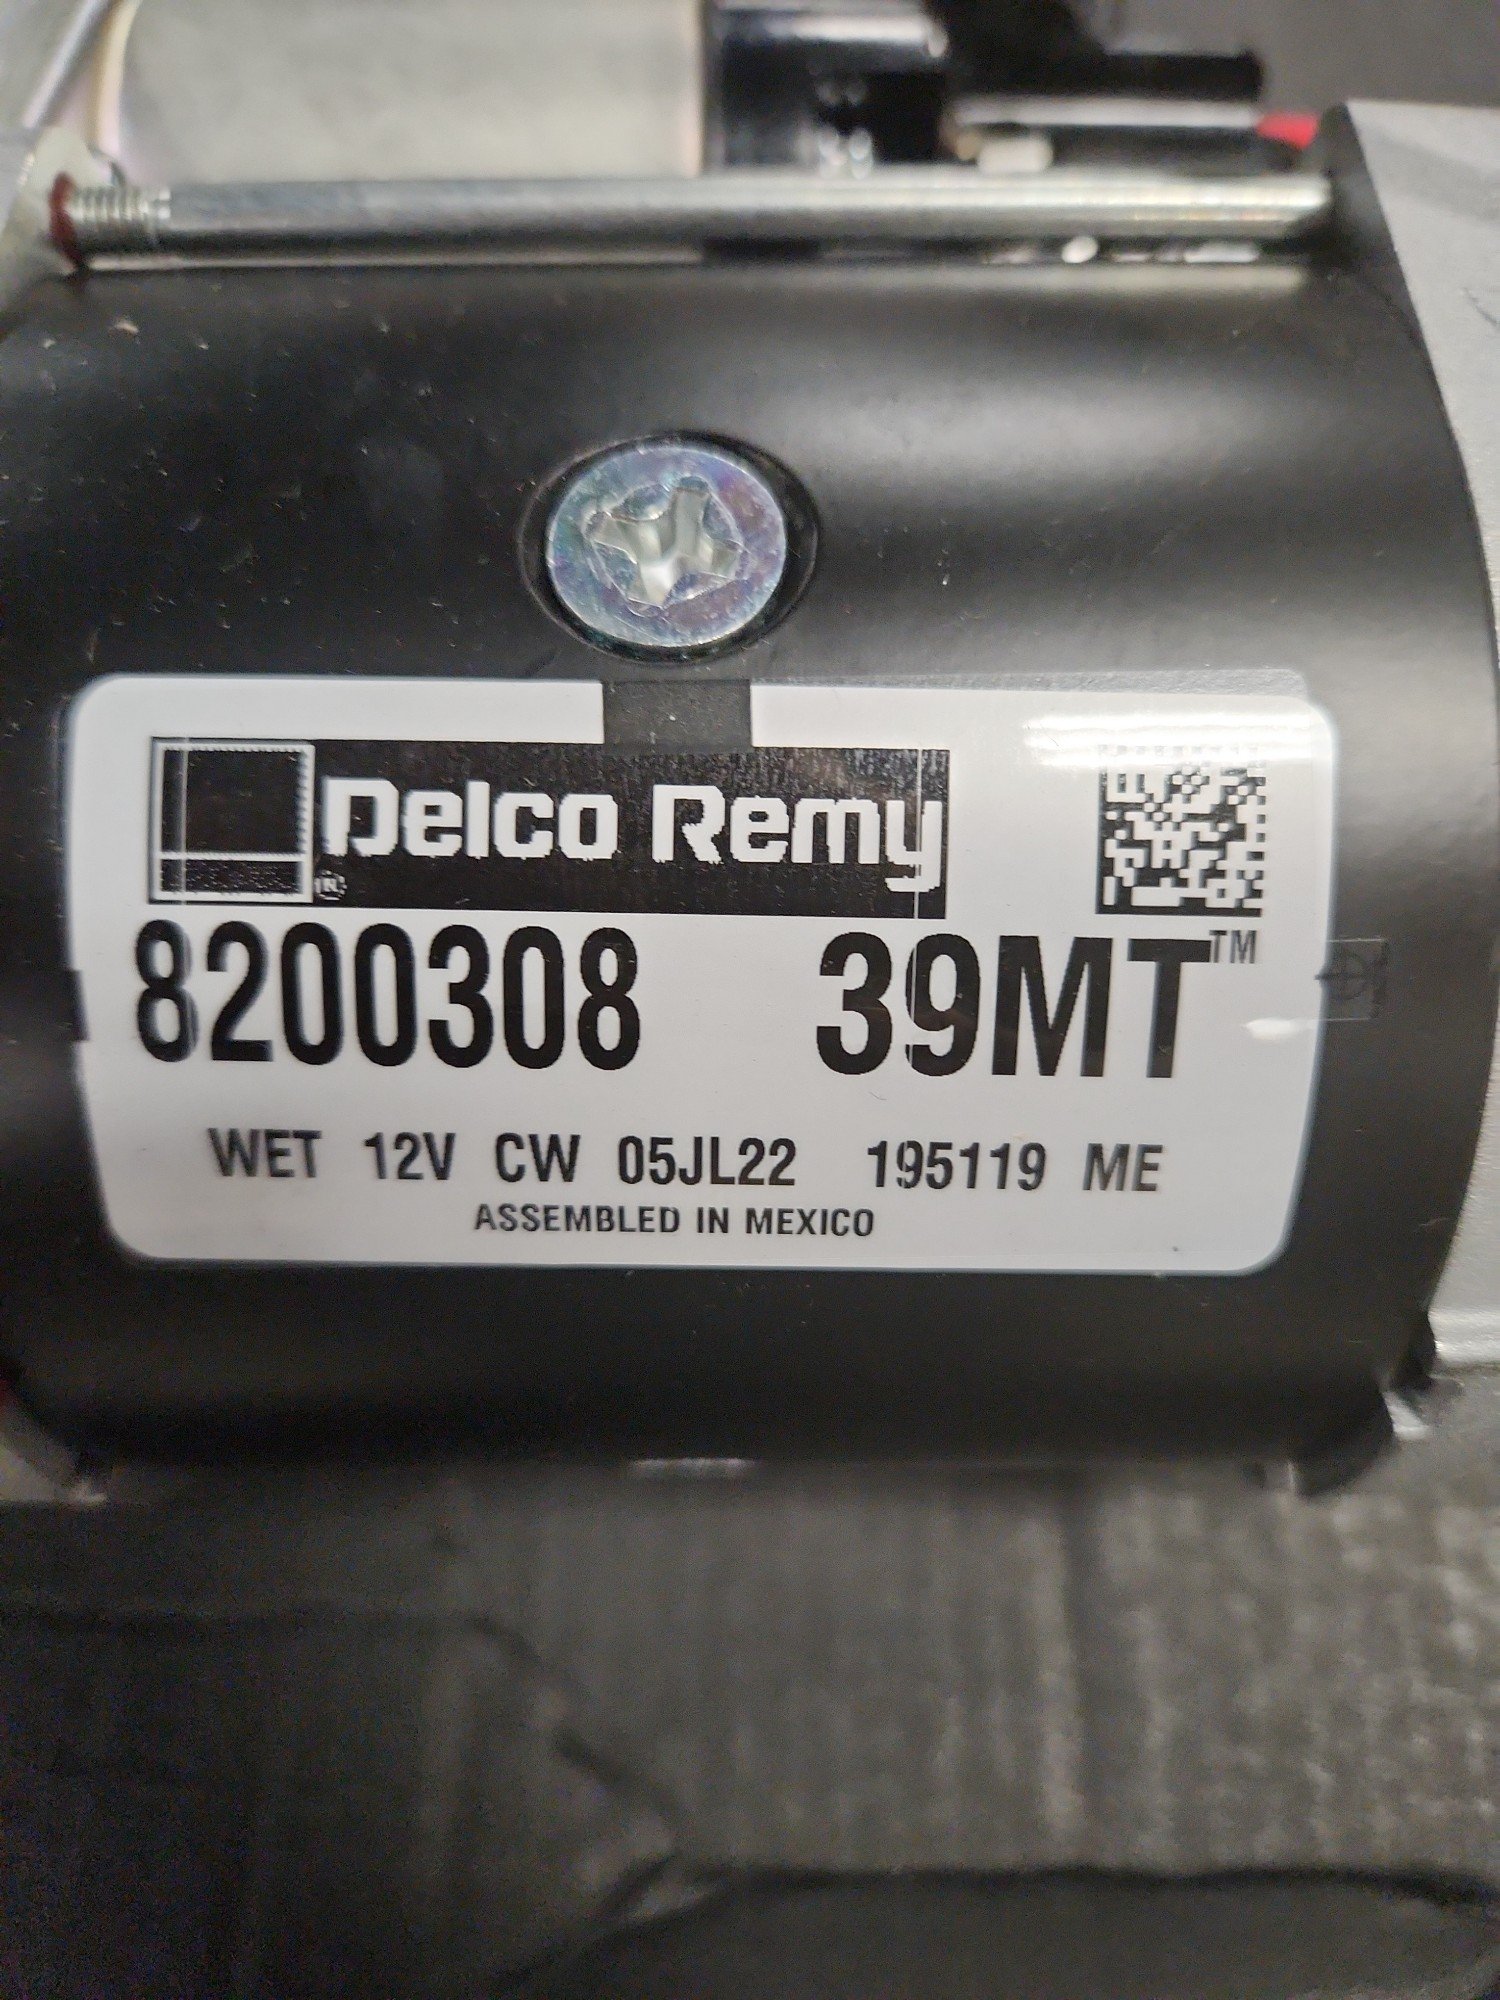 Delco Remy
®
8200308 39MT™
WET 12V CW 05JL22 195119 ME
ASSEMBLED IN MEXICO